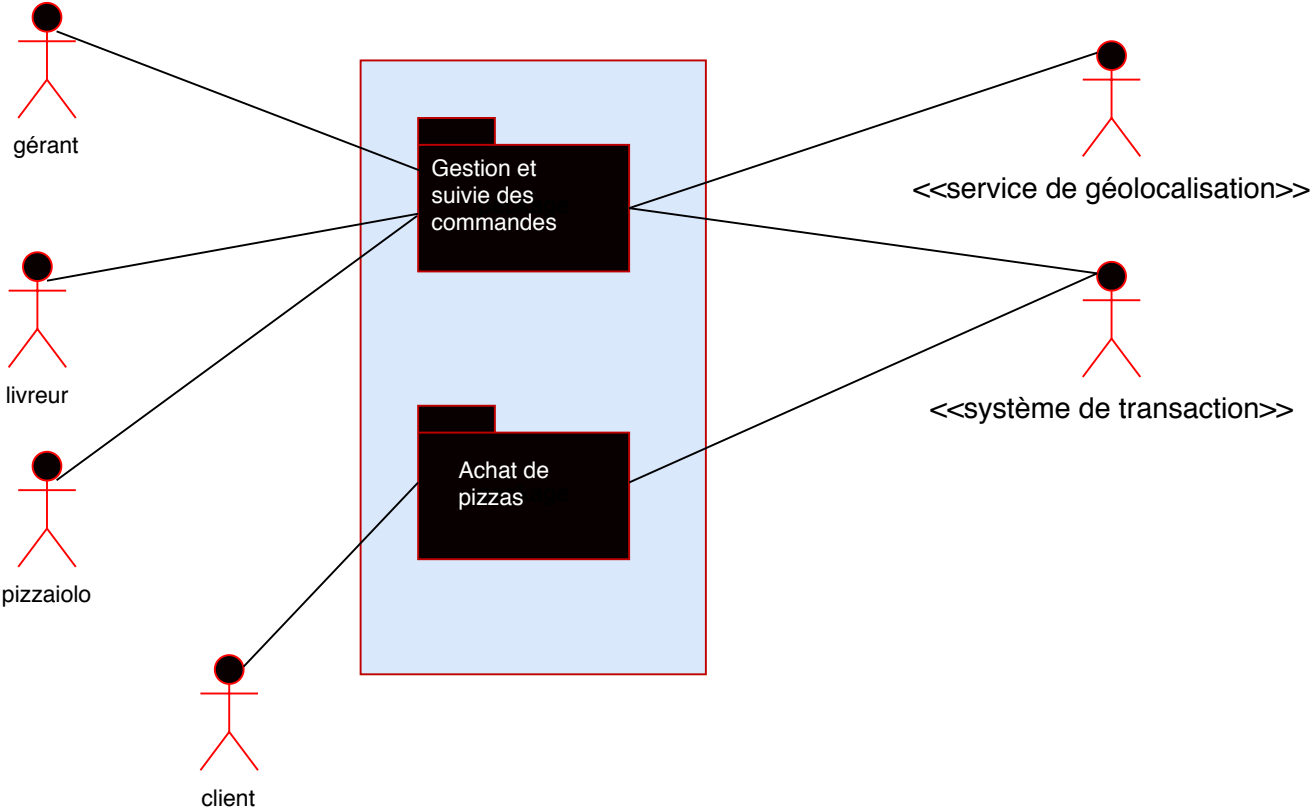 gérant
Gestion et
suivie des
commandes
<<service de géolocalisation>>
livreur
<<système de transaction>>
Achat de
pizzas
pizzaiolo
client